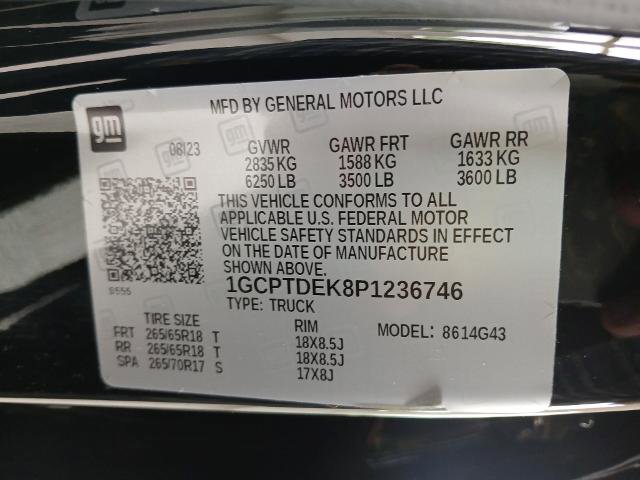 MFD BY GENERAL MOTORS LLC
gm
08/23
GVWR GAWR FRT GAWR RR
2835 KG 1588 KG 1633 KG
6250 LB 3500 LB 3600 LB
THIS VEHICLE CONFORMS TO ALL
APPLICABLE U.S. FEDERAL MOTOR
VEHICLE SAFETY STANDARDS IN EFFECT
ON THE DATE OF MANUFACTURE
SHOWN ABOVE.
1GCPTDEK8P1236746
TYPE: TRUCK
TIRE SIZE RIM MODEL: 8614G43
FRT 265/65R18 T 18X8.5J
RR 265/65R18 T 18X8.5J
SPA 265/70R17 S 17X8J